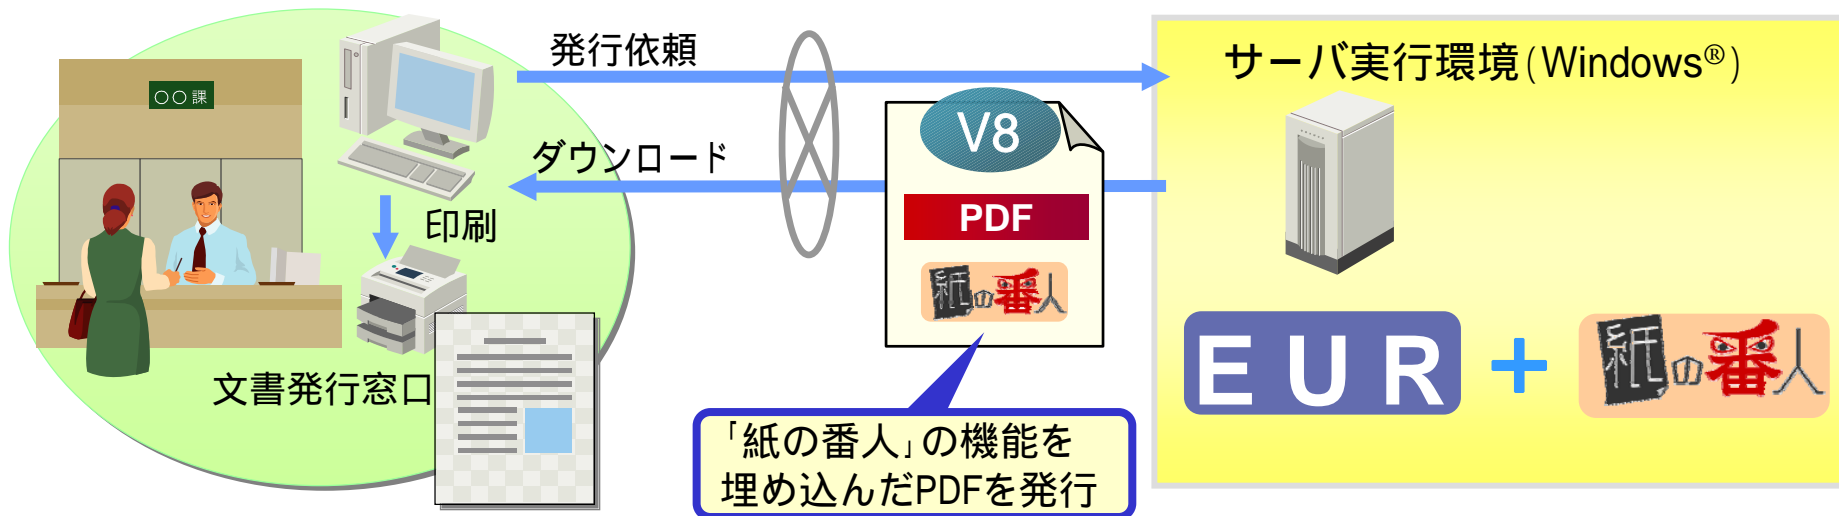 〇〇課
発行依頼
ダウンロード
印刷
文書発行窓口
V8
PDF
紙の番人
「紙の番人」の機能を
埋め込んだPDFを発行
サーバ実行環境(Windows®)
EUR + 紙の番人